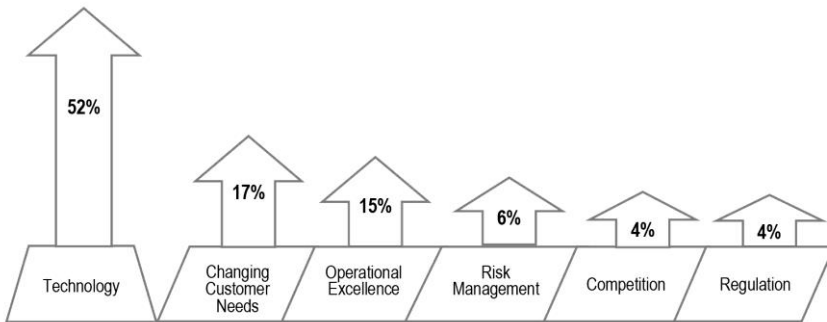 52%
17%
15%
6%
4%
4%
Technology
Changing
Customer
Needs
Operational
Excellence
Risk
Management
Competition
Regulation